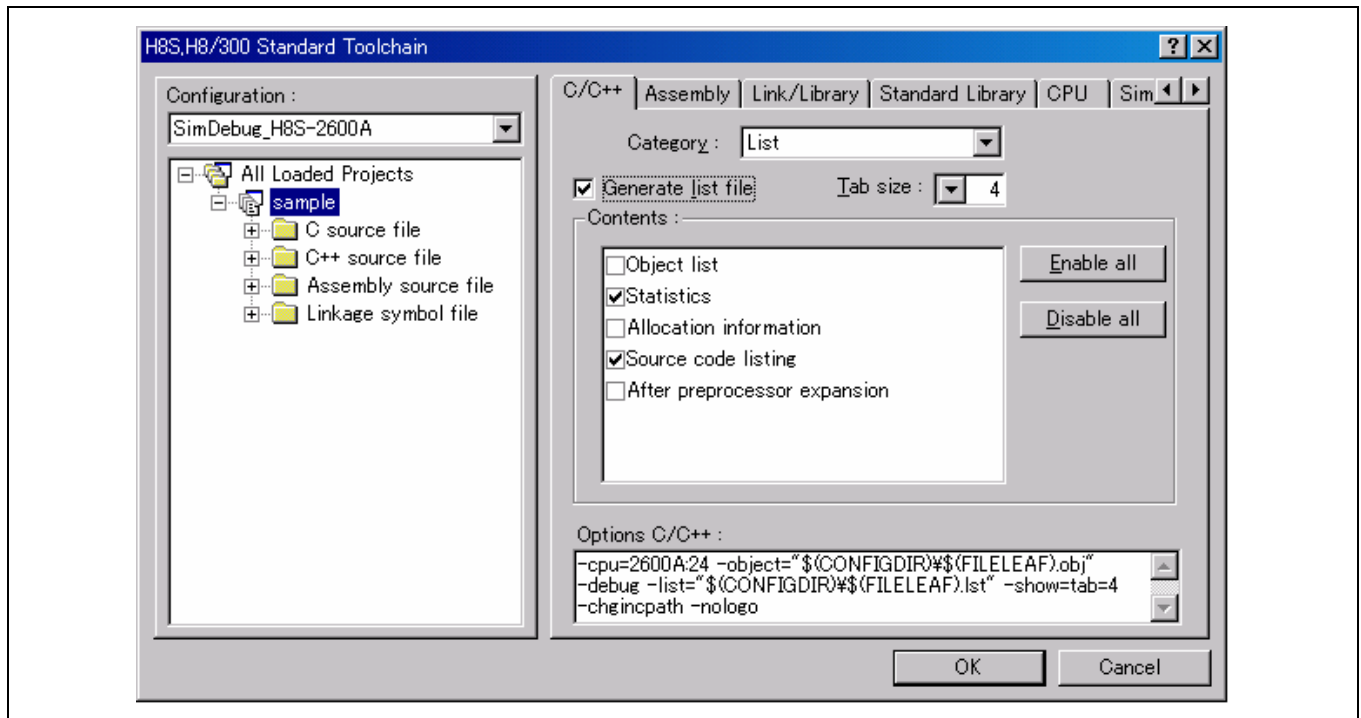 H8S,H8/300 Standard Toolchain
Configuration :
SimDebug_H8S-2600A
All Loaded Projects
sample
C source file
C++ source file
Assembly source file
Linkage symbol file
C/C++ Assembly Link/Library Standard Library CPU Sim
Category : List
Generate list file Tab size : 4
Contents :
Object list
Statistics
Allocation information
Source code listing
After preprocessor expansion
Enable all
Disable all
Options C/C++ :
-cpu=2600A:24 -object="$(CONFIGDIR)¥$(FILELEAF).obj"
-debug -list="$(CONFIGDIR)¥$(FILELEAF).lst" -show=tab=4
-chgincpath -nologo
OK Cancel